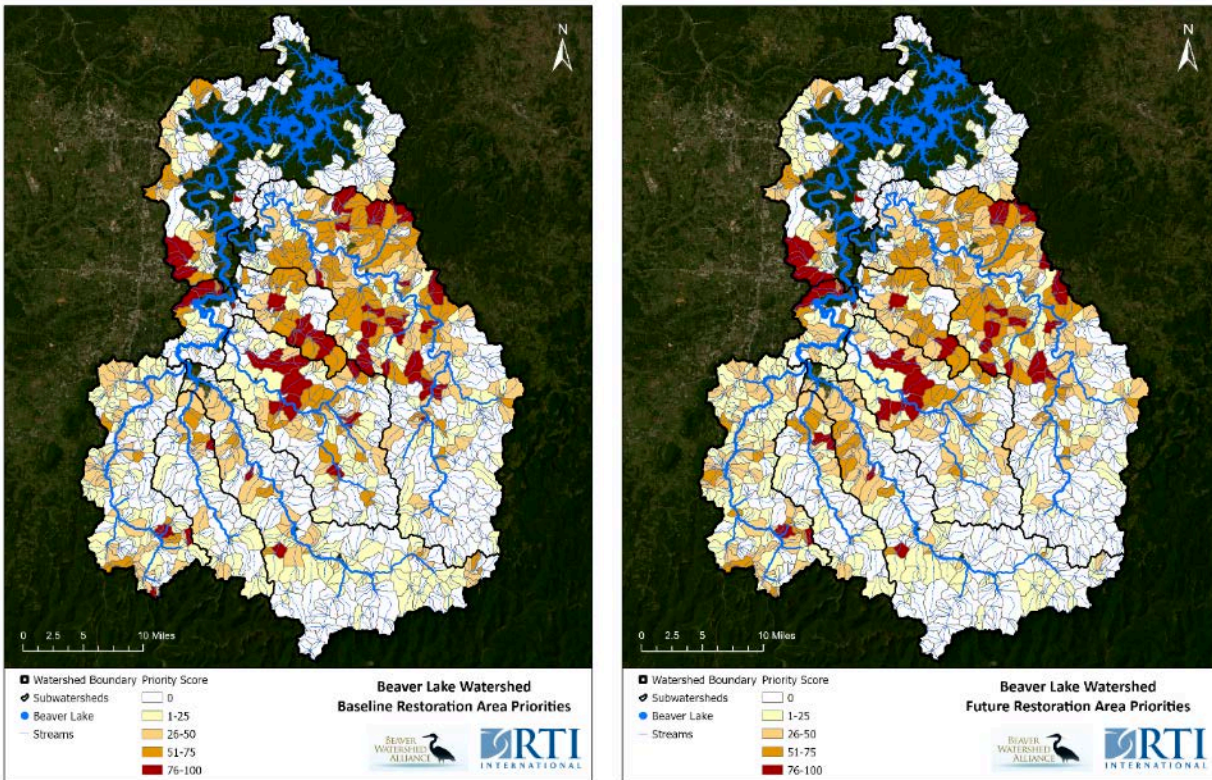 N
0 2.5 5 10 Miles
Watershed Boundary
Subwatersheds
Beaver Lake
Streams
Priority Score
0
1-25
26-50
51-75
76-100
Beaver Lake Watershed
Baseline Restoration Area Priorities
BEAVER
WATERSHED
ALLIANCE
RTI
INTERNATIONAL
N
0 2.5 5 10 Miles
Watershed Boundary
Subwatersheds
Beaver Lake
Streams
Priority Score
0
1-25
26-50
51-75
76-100
Beaver Lake Watershed
Future Restoration Area Priorities
BEAVER
WATERSHED
ALLIANCE
RTI
INTERNATIONAL